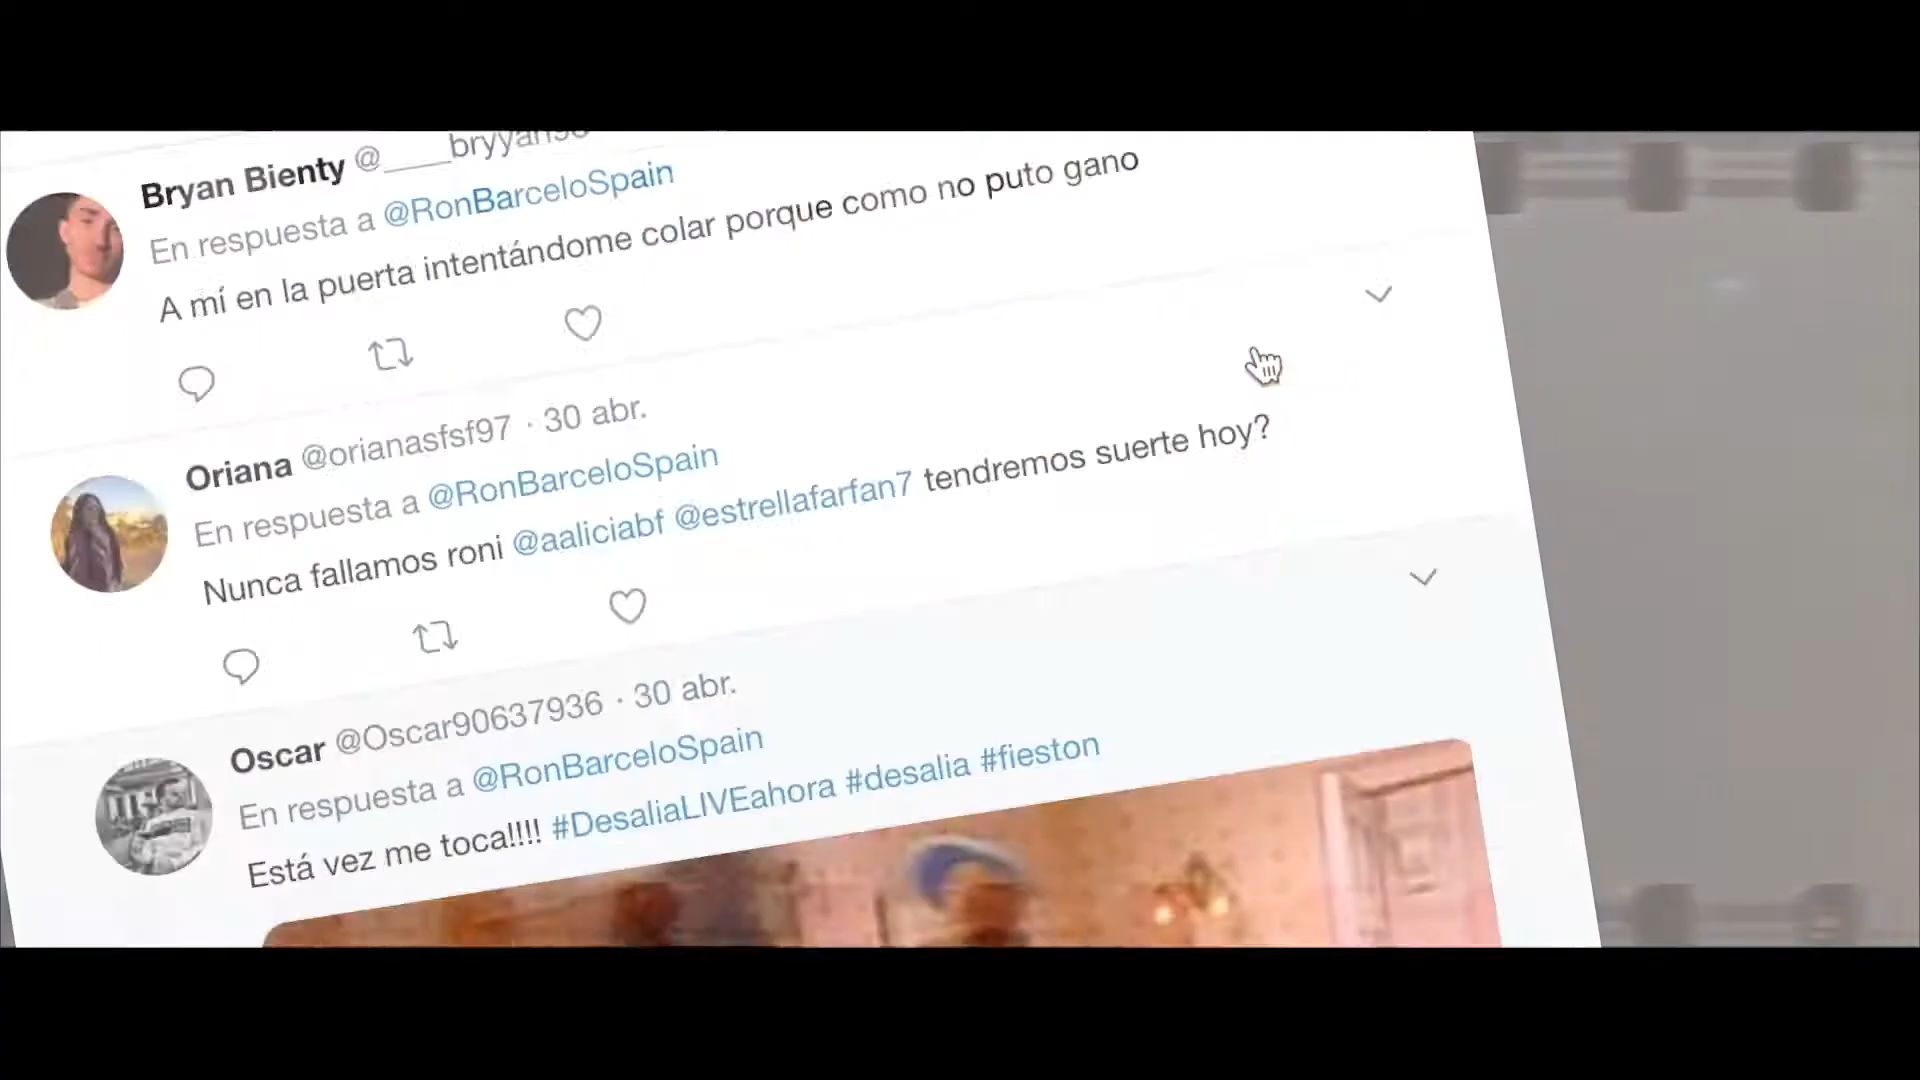 Bryan Bienty
En respuesta a @RonBarceloSpain
A mí en la puerta intentándome colar porque como no puto gano
Oriana @orianasfsf97 · 30 abr.
En respuesta a @RonBarceloSpain
Nunca fallamos roni @aaliciabf @estrellafarfan7 tendremos suerte hoy?
Oscar @Oscar90637936 · 30 abr.
En respuesta a @RonBarceloSpain
Está vez me toca!!!! #DesaliaLIVEahora #desalia #fieston